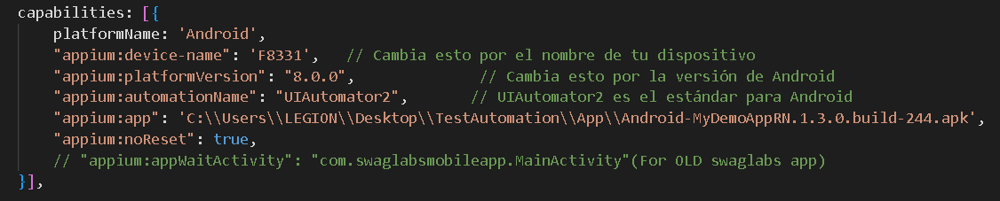 capabilities: [{
platformName: 'Android',
"appium:device-name": 'F8331', // Cambia esto por el nombre de tu dispositivo
"appium:platformVersion": "8.0.0", // Cambia esto por la versión de Android
"appium:automationName": "UIAutomator2", // UIAutomator2 es el estándar para Android
"appium:app": 'C:\\Users\\LEGION\\Desktop\\TestAutomation\\App\\Android-MyDemoAppRN.1.3.0.build-244.apk',
"appium:noReset": true,
// "appium:appWaitActivity": "com.swaglabsmobileapp.MainActivity"(For OLD swaglabs app)
}],